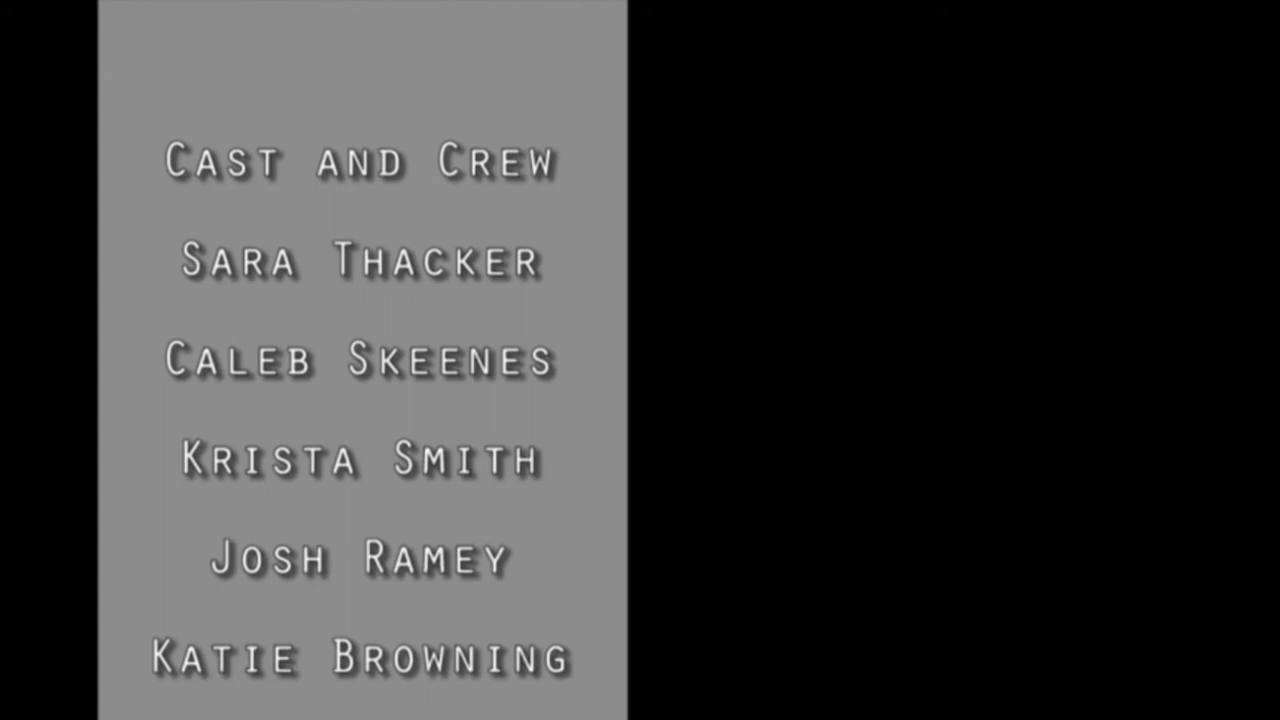 Cast and Crew
Sara Thacker
Caleb Skeenes
Krista Smith
Josh Ramey
Katie Browning